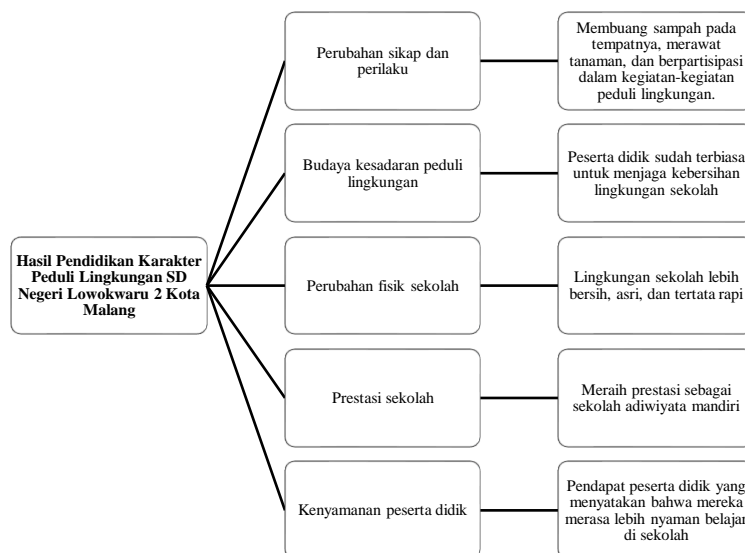 Perubahan sikap dan
perilaku
Membuang sampah pada
tempatnya, merawat
tanaman, dan berpartisipasi
dalam kegiatan-kegiatan
peduli lingkungan.
Budaya kesadaran peduli
lingkungan
Peserta didik sudah terbiasa
untuk menjaga kebersihan
lingkungan sekolah
Hasil Pendidikan Karakter
Peduli Lingkungan SD
Negeri Lowokwaru 2 Kota
Malang
Perubahan fisik sekolah
Lingkungan sekolah lebih
bersih, asri, dan tertata rapi
Prestasi sekolah
Meraih prestasi sebagai
sekolah adiwiyata mandiri
Kenyamanan peserta didik
Pendapat peserta didik yang
menyatakan bahwa mereka
merasa lebih nyaman belajar
di sekolah